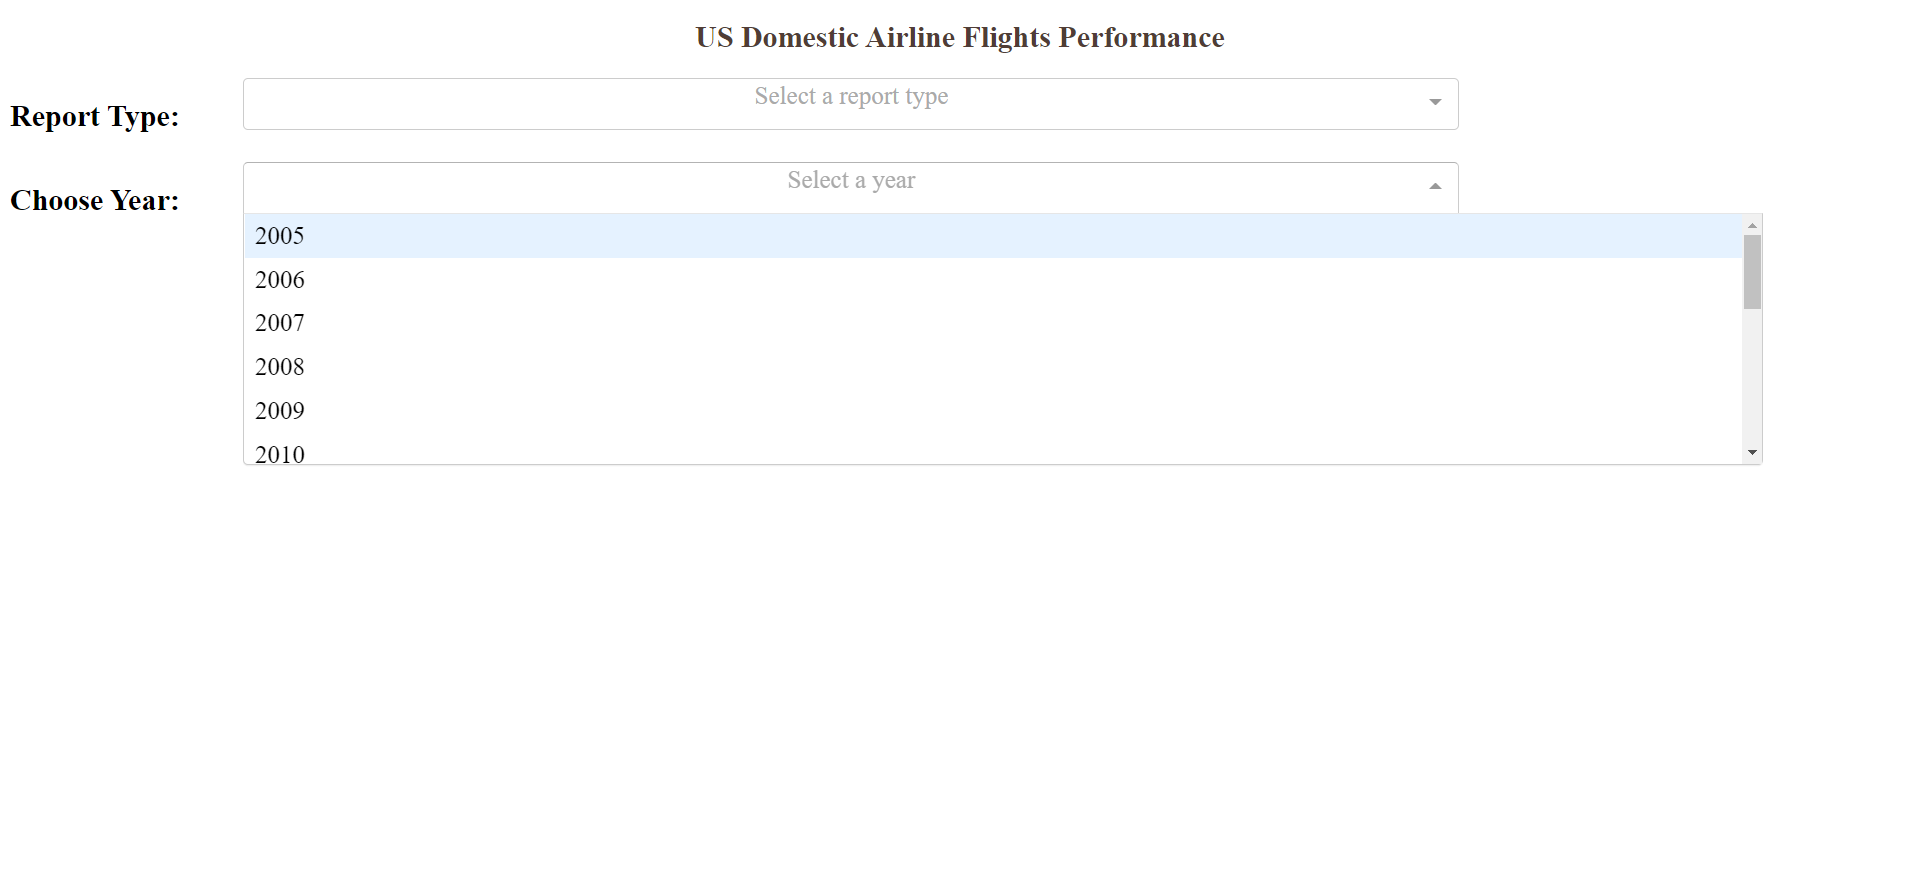 US Domestic Airline Flights Performance
Report Type:
Select a report type
Choose Year:
Select a year
2005
2006
2007
2008
2009
2010